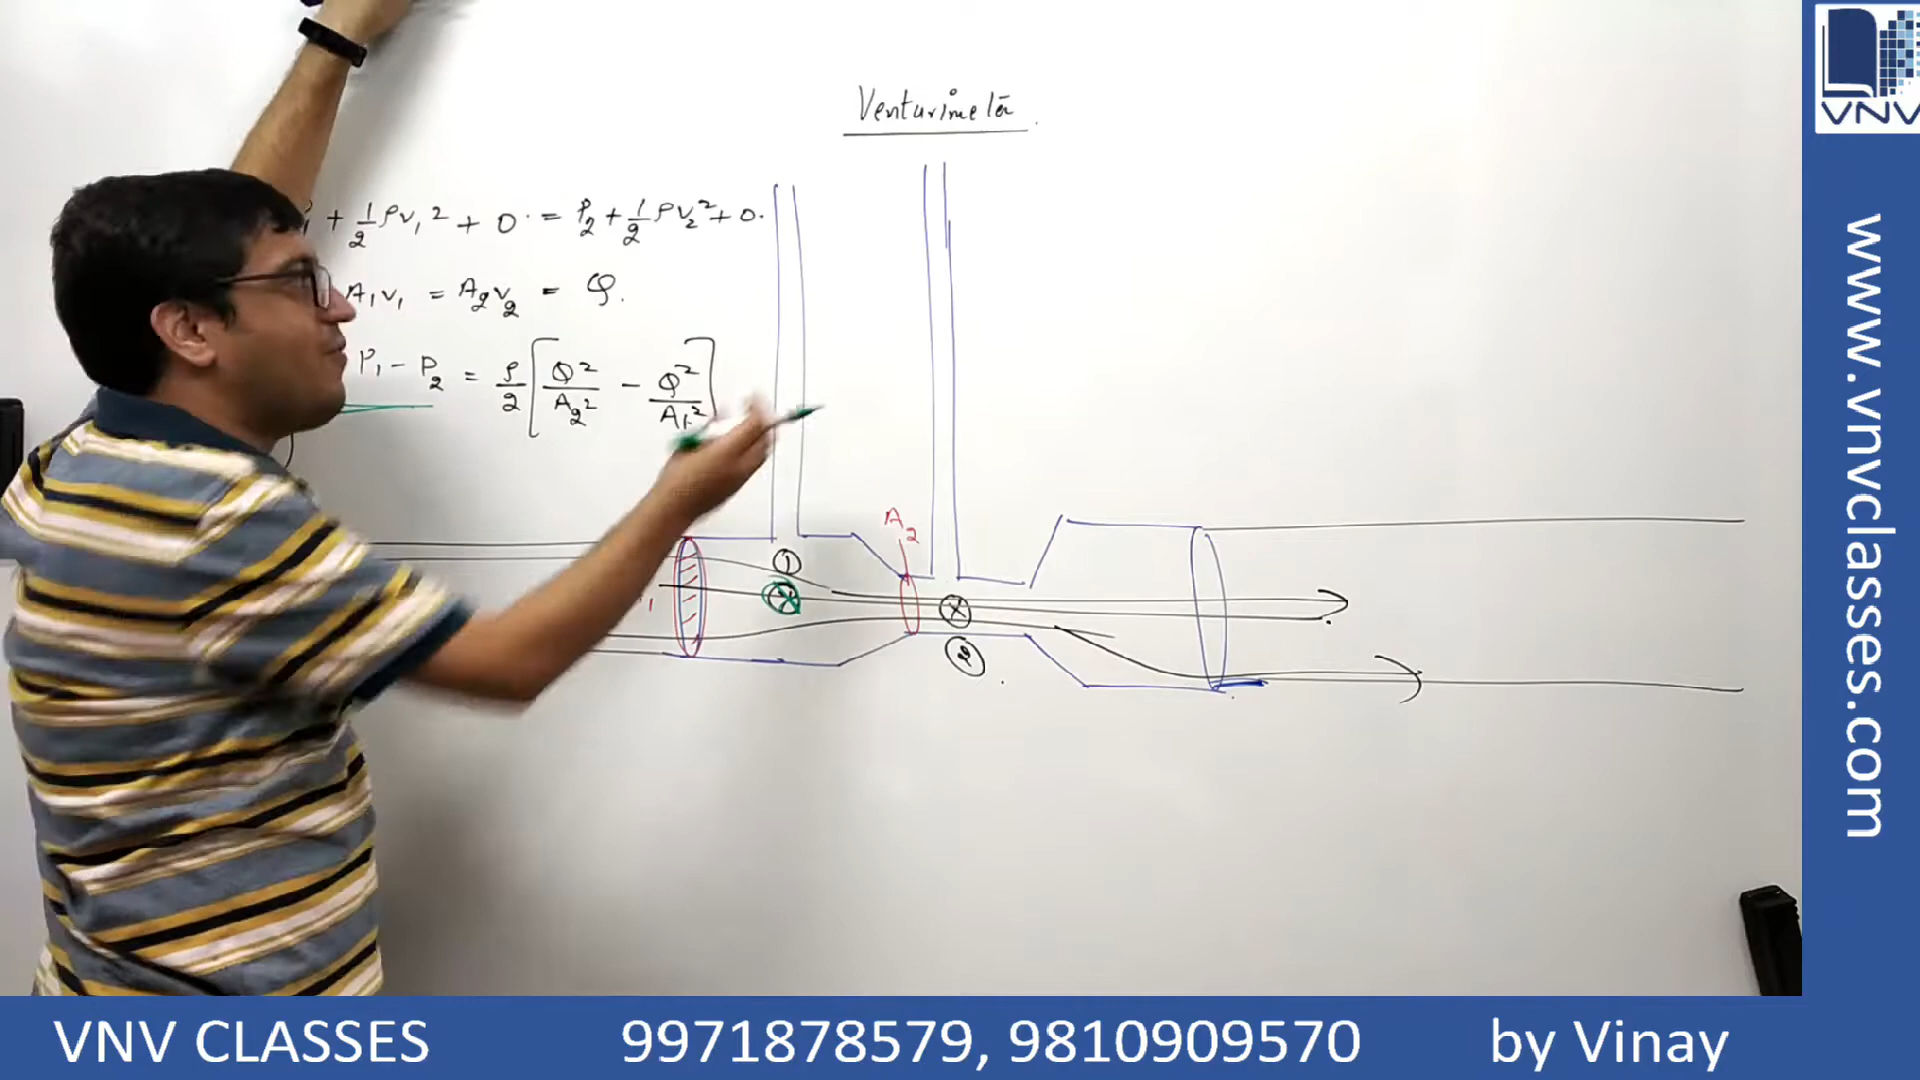 Venturimeter
+ 1/2 ρv₁² + 0 = P₂ + 1/2 ρv₂² + 0.
A₁v₁ = A₂v₂ = Q.
P₁ - P₂ = ρ/2 [Q²/A₂² - Q²/A₁²]
A₂
1
1
X
X
2
VNV
www.vnvclasses.com
VNV CLASSES 9971878579, 9810909570 by Vinay